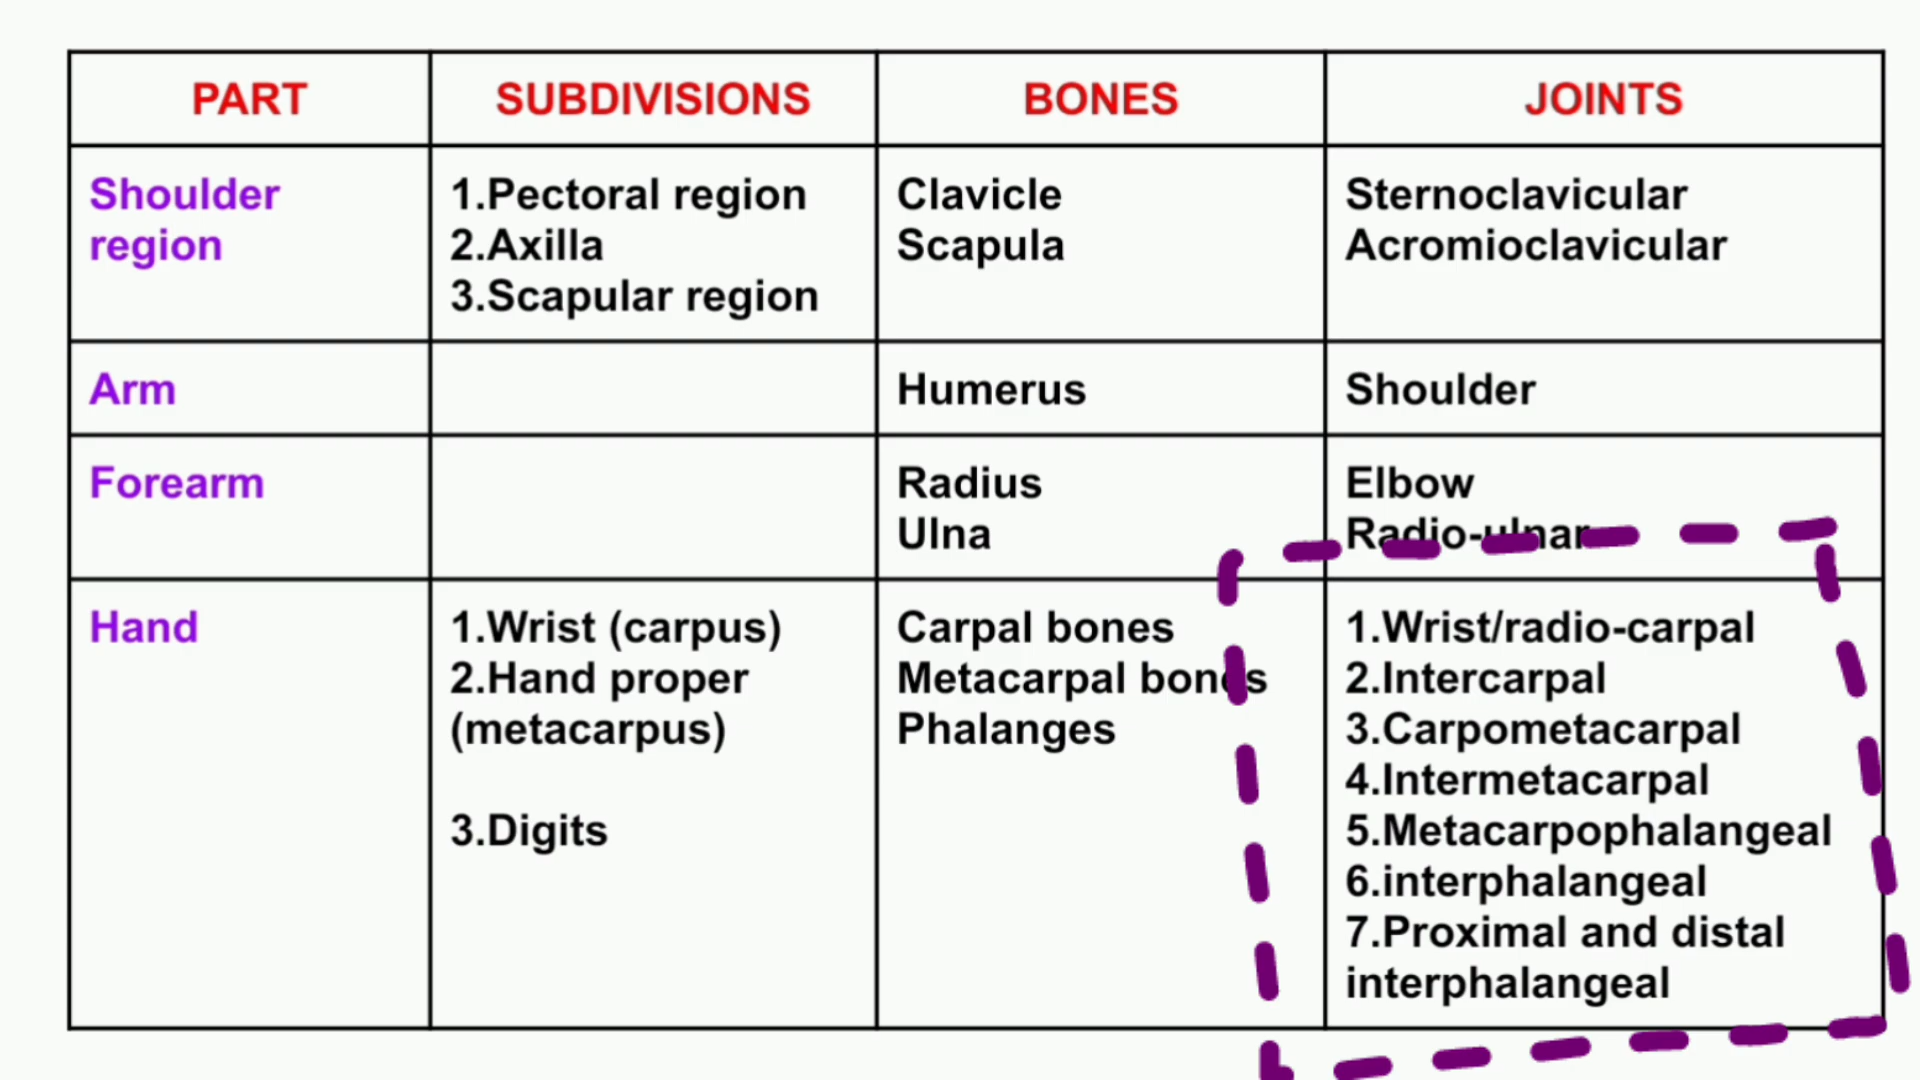 PART
SUBDIVISIONS
BONES
JOINTS
Shoulder
region
1.Pectoral region
2.Axilla
3.Scapular region
Clavicle
Scapula
Sternoclavicular
Acromioclavicular
Arm
Humerus
Shoulder
Forearm
Radius
Ulna
Elbow
Radio-ulnar
Hand
1.Wrist (carpus)
2.Hand proper
(metacarpus)
3.Digits
Carpal bones
Metacarpal bones
Phalanges
1.Wrist/radio-carpal
2.Intercarpal
3.Carpometacarpal
4.Intermetacarpal
5.Metacarpophalangeal
6.interphalangeal
7.Proximal and distal
interphalangeal